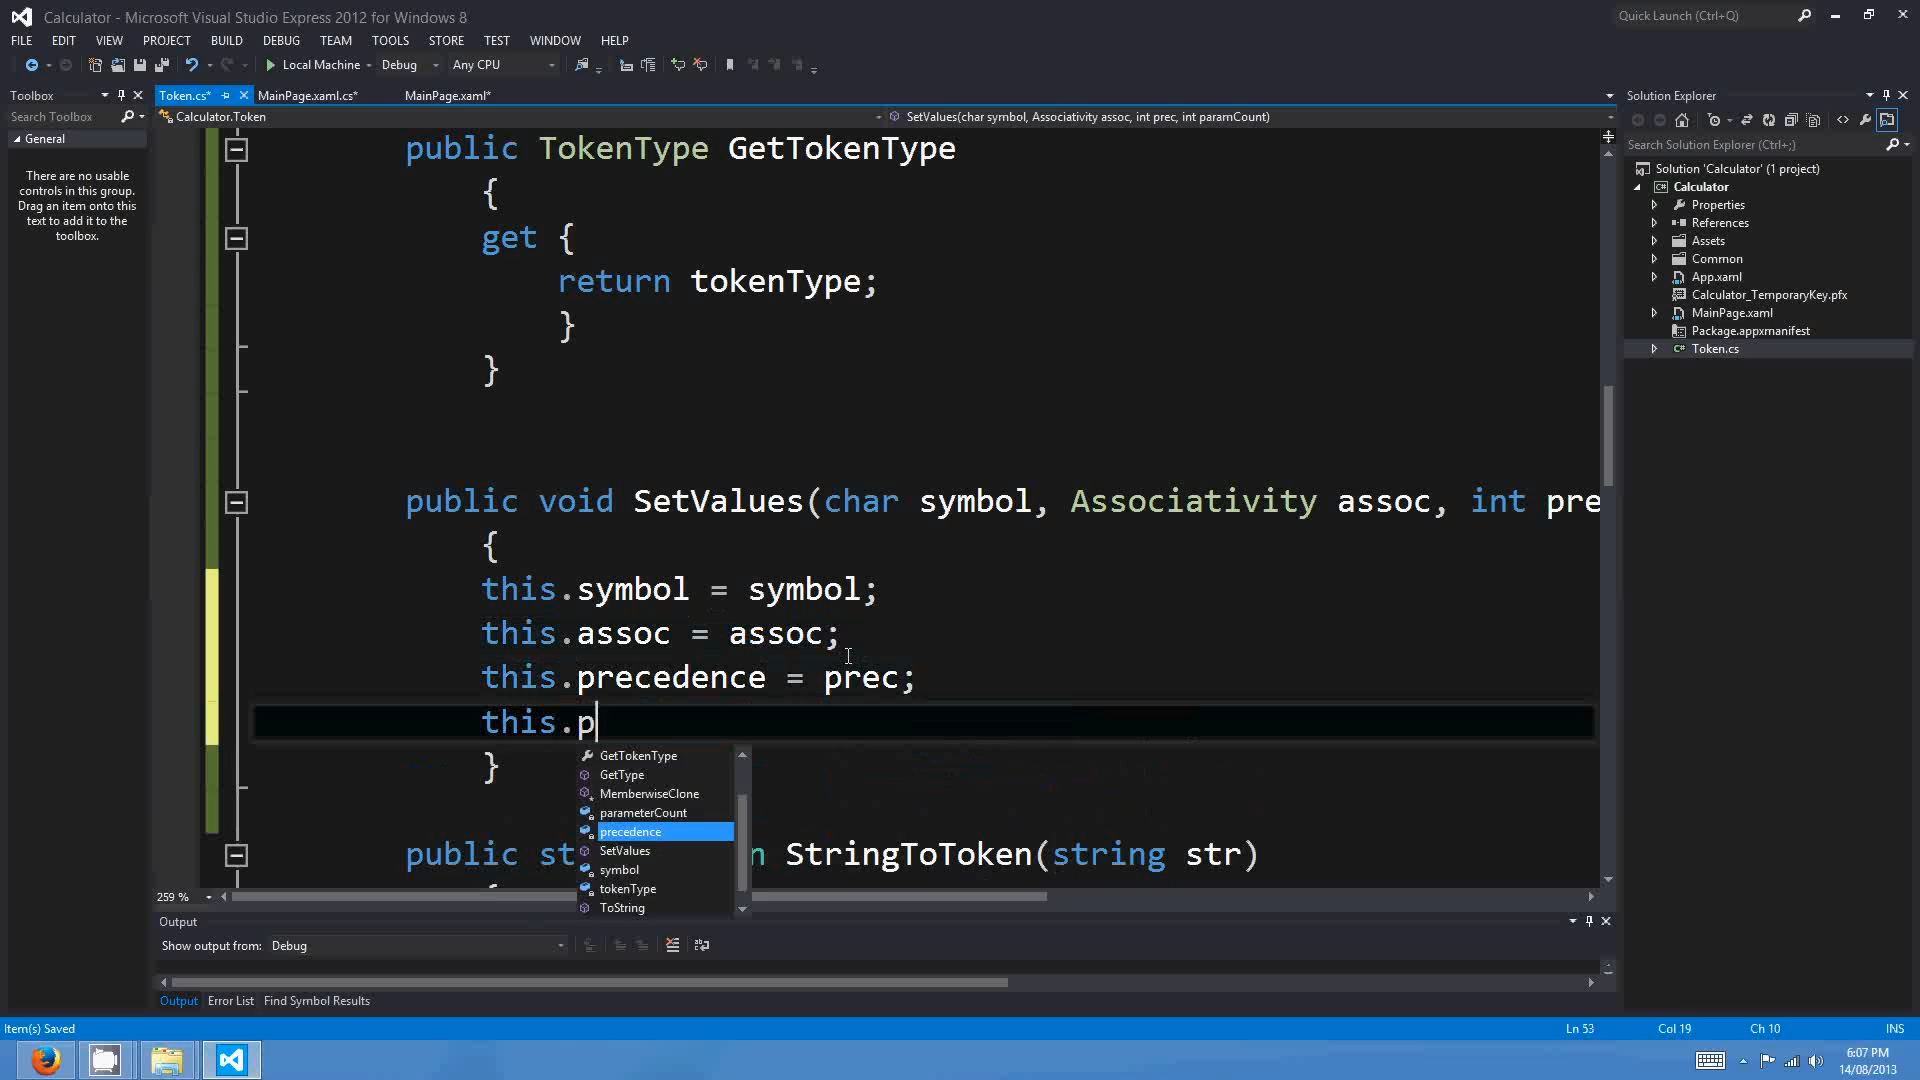 Calculator - Microsoft Visual Studio Express 2012 for Windows 8
Quick Launch (Ctrl+Q)
FILE EDIT VIEW PROJECT BUILD DEBUG TEAM TOOLS STORE TEST WINDOW HELP
Local Machine Debug Any CPU
Toolbox
Token.cs* MainPage.xaml.cs* MainPage.xaml*
Solution Explorer
Search Toolbox
Calculator.Token
SetValues(char symbol, Associativity assoc, int prec, int paramCount)
General
There are no usable
controls in this group.
Drag an item onto this
text to add it to the
toolbox.
public TokenType GetTokenType
{
get {
return tokenType;
}
}
public void SetValues(char symbol, Associativity assoc, int pre
{
this.symbol = symbol;
this.assoc = assoc;
this.precedence = prec;
this.p
}
GetTokenType
GetType
MemberwiseClone
parameterCount
precedence
SetValues
symbol
tokenType
ToString
public st n StringToToken(string str)
{
259 %
Search Solution Explorer (Ctrl+;)
Solution 'Calculator' (1 project)
Calculator
Properties
References
Assets
Common
App.xaml
Calculator_TemporaryKey.pfx
MainPage.xaml
Package.appxmanifest
Token.cs
Output
Show output from: Debug
Output Error List Find Symbol Results
Item(s) Saved
Ln 53 Col 19 Ch 10 INS
6:07 PM
14/08/2013